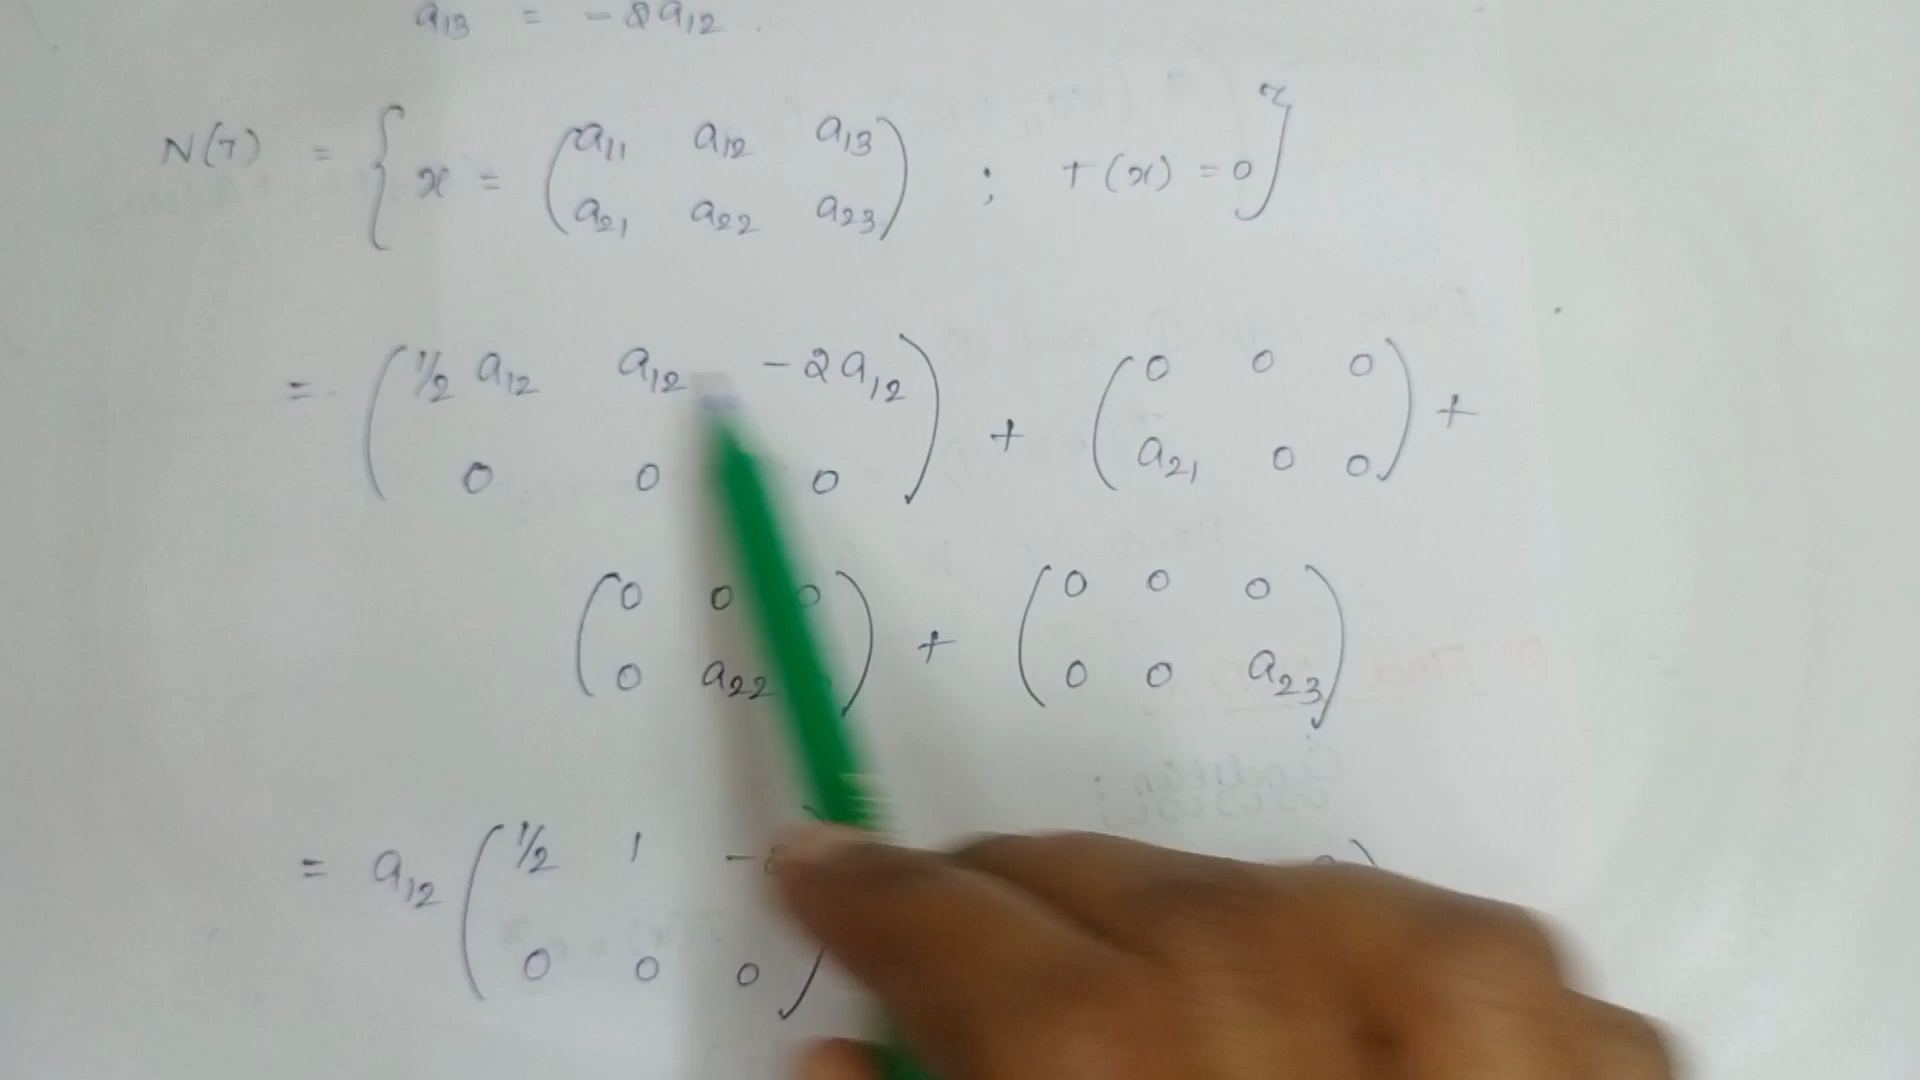 a13 = -2a12.
N(T) = { x = ( a11 a12 a13
a21 a22 a23 ) ; T(x) = 0 }
= ( 1/2 a12 a12 -2a12
0 0 0 ) + ( 0 0 0
a21 0 0 ) +
( 0 0 0
0 a22 ) + ( 0 0 0
0 0 a23 )
= a12 ( 1/2 1 -2
0 0 0 )